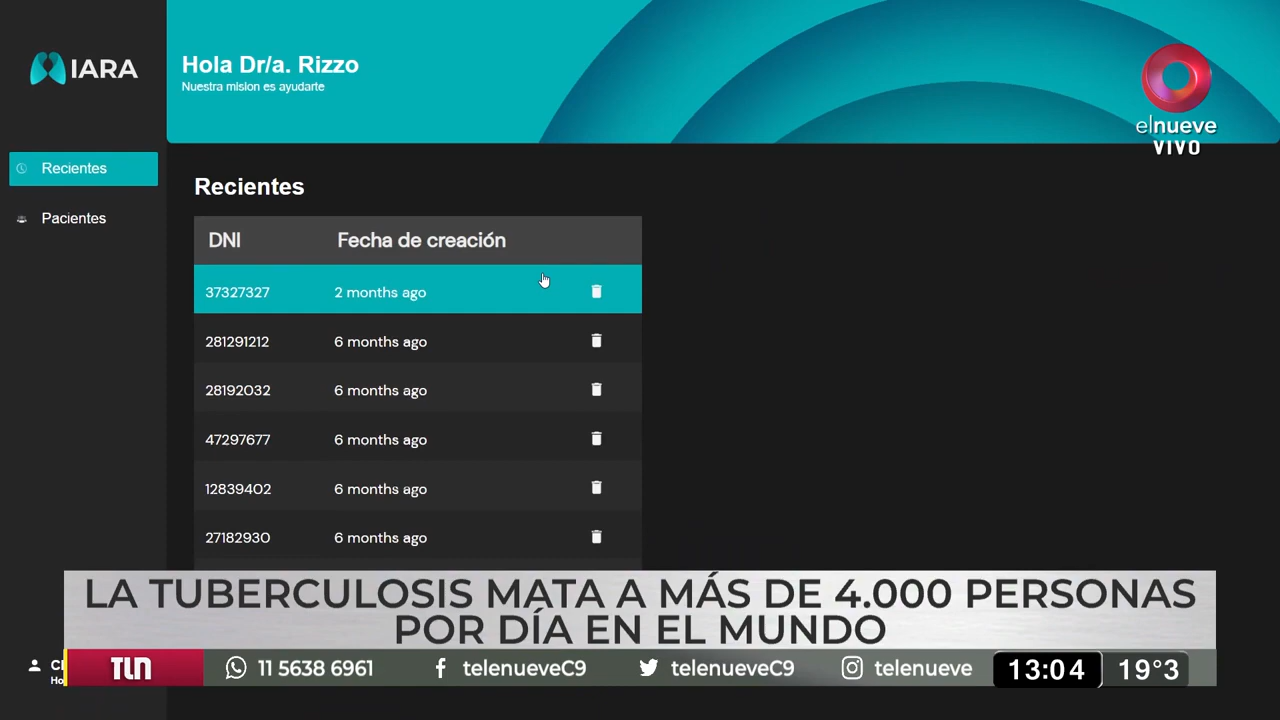 IARA
Hola Dr/a. Rizzo
Nuestra mision es ayudarte
elnueve
VIVO
Recientes
Pacientes
Recientes
DNI Fecha de creación
37327327 2 months ago
281291212 6 months ago
28192032 6 months ago
47297677 6 months ago
12839402 6 months ago
27182930 6 months ago
LA TUBERCULOSIS MATA A MÁS DE 4.000 PERSONAS
POR DÍA EN EL MUNDO
TLN 11 5638 6961 telenueveC9 telenueveC9 telenueve 13:04 19°3